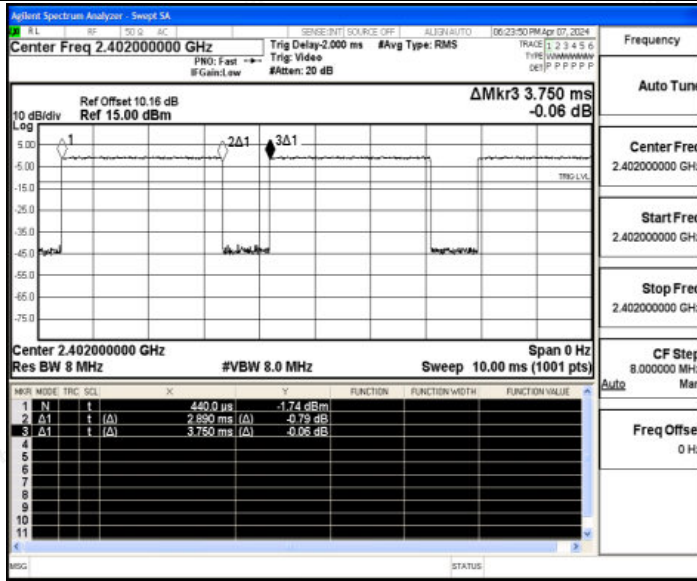 Agilent Spectrum Analyzer - Swept SA
RL RF 50 Ω AC SENSE:INT SOURCE OFF ALIGN AUTO 06:23:50 PM Apr 07, 2024
Center Freq 2.402000000 GHz
PNO: Fast
IFGain:Low
Trig Delay-2.000 ms
Trig: Video
#Atten: 20 dB
#Avg Type: RMS
TRACE 1 2 3 4 5 6
TYPE
DET P P P P P P
Ref Offset 10.16 dB
Ref 15.00 dBm
10 dB/div
Log
ΔMkr3 3.750 ms
-0.06 dB
1
2Δ1
3Δ1
TRIG LVL
5.00
-5.00
-15.0
-25.0
-35.0
-45.0
-55.0
-65.0
-75.0
Center 2.402000000 GHz Span 0 Hz
Res BW 8 MHz #VBW 8.0 MHz Sweep 10.00 ms (1001 pts)
MKR MODE TRC SCL X Y FUNCTION FUNCTION WIDTH FUNCTION VALUE
1 N t 440.0 µs -1.74 dBm
2 Δ1 t (Δ) 2.890 ms (Δ) -0.79 dB
3 Δ1 t (Δ) 3.750 ms (Δ) -0.06 dB
4
5
6
7
8
9
10
11
MSG STATUS
Frequency
Auto Tune
Center Freq
2.402000000 GHz
Start Freq
2.402000000 GHz
Stop Freq
2.402000000 GHz
CF Step
8.000000 MHz
Auto Man
Freq Offset
0 Hz